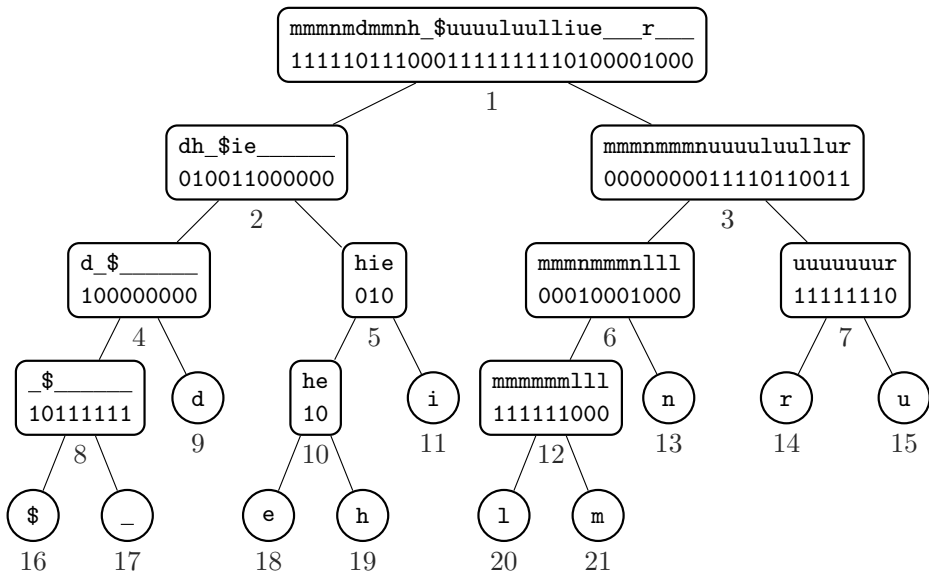 mmmnmdmmnh_$uuuuluulliue___r___
1111101110001111111110100001000
1
dh_$ie______
010011000000
2
mmmnmmmnuuuuluullur
0000000011110110011
3
d_$______
100000000
4
hie
010
5
mmmnmmmnlll
00010001000
6
uuuuuuur
11111110
7
_$______
10111111
8
d
9
he
10
10
i
11
mmmmmmlll
111111000
12
n
13
r
14
u
15
$
16
_
17
e
18
h
19
l
20
m
21